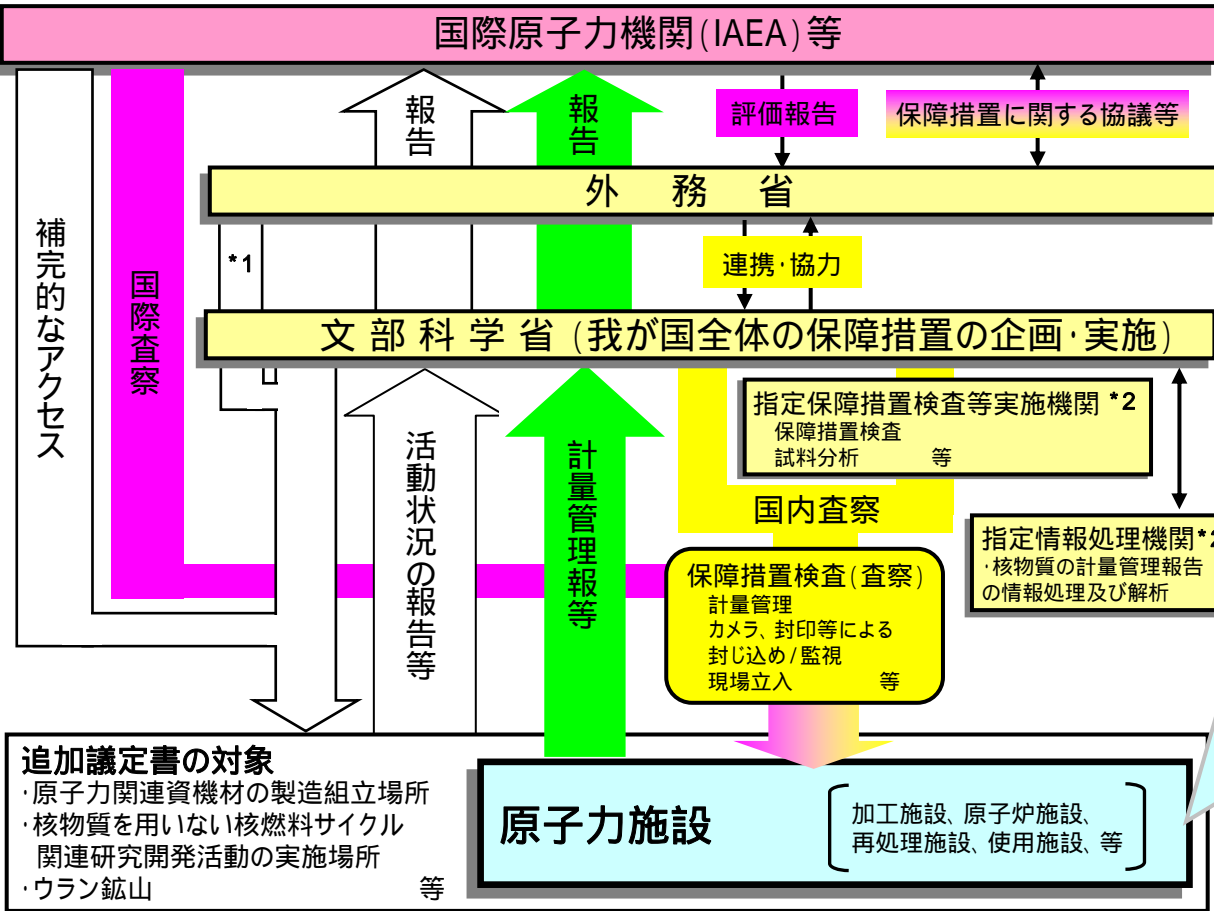 国際原子力機関(IAEA)等
報告
報告
評価報告
保障措置に関する協議等
外務省
補完的なアクセス
国際査察
*1
連携・協力
文部科学省(我が国全体の保障措置の企画・実施)
活動状況の報告等
計量管理報等
指定保障措置検査等実施機関 *2
保障措置検査
試料分析 等
国内査察
指定情報処理機関*2
・核物質の計量管理報告
の情報処理及び解析
保障措置検査(査察)
計量管理
カメラ、封印等による
封じ込め/監視
現場立入 等
追加議定書の対象
・原子力関連資機材の製造組立場所
・核物質を用いない核燃料サイクル
関連研究開発活動の実施場所
・ウラン鉱山 等
原子力施設
加工施設、原子炉施設、
再処理施設、使用施設、等